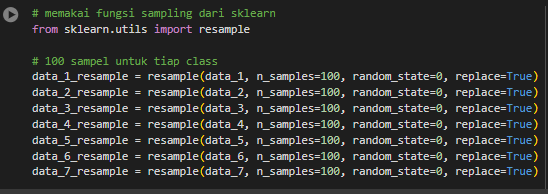 # memakai fungsi sampling dari sklearn
from sklearn.utils import resample

# 100 sampel untuk tiap class
data_1_resample = resample(data_1, n_samples=100, random_state=0, replace=True)
data_2_resample = resample(data_2, n_samples=100, random_state=0, replace=True)
data_3_resample = resample(data_3, n_samples=100, random_state=0, replace=True)
data_4_resample = resample(data_4, n_samples=100, random_state=0, replace=True)
data_5_resample = resample(data_5, n_samples=100, random_state=0, replace=True)
data_6_resample = resample(data_6, n_samples=100, random_state=0, replace=True)
data_7_resample = resample(data_7, n_samples=100, random_state=0, replace=True)